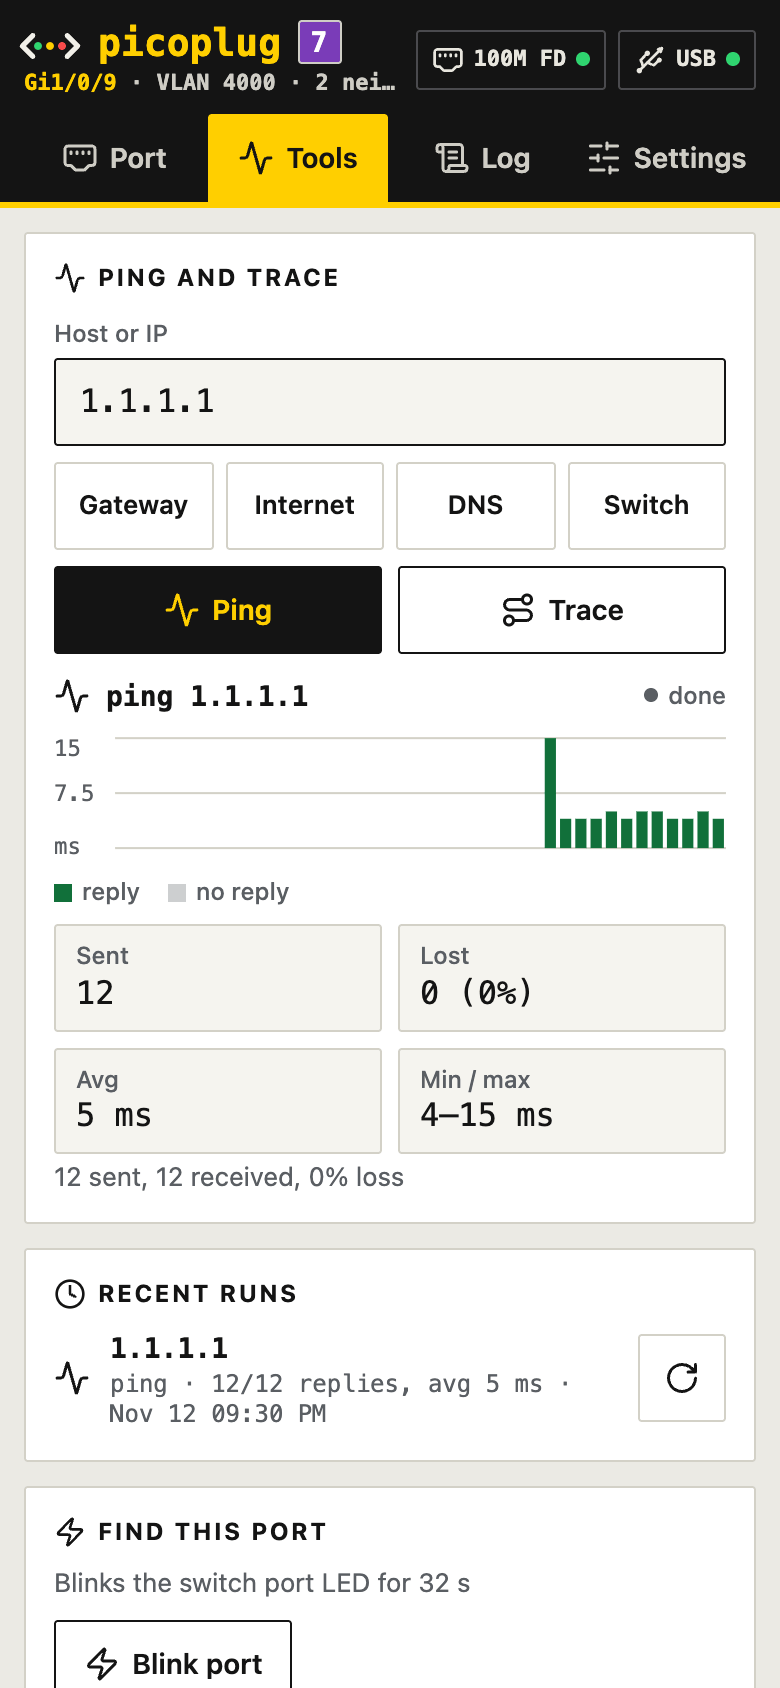 picoplug 7
Gi1/0/9 · VLAN 4000 · 2 nei…
100M FD
USB
Port
Tools
Log
Settings
PING AND TRACE
Host or IP
1.1.1.1
Gateway
Internet
DNS
Switch
Ping
Trace
ping 1.1.1.1
done
15
7.5
ms
reply
no reply
Sent
12
Lost
0 (0%)
Avg
5 ms
Min / max
4–15 ms
12 sent, 12 received, 0% loss
RECENT RUNS
1.1.1.1
ping · 12/12 replies, avg 5 ms ·
Nov 12 09:30 PM
FIND THIS PORT
Blinks the switch port LED for 32 s
Blink port